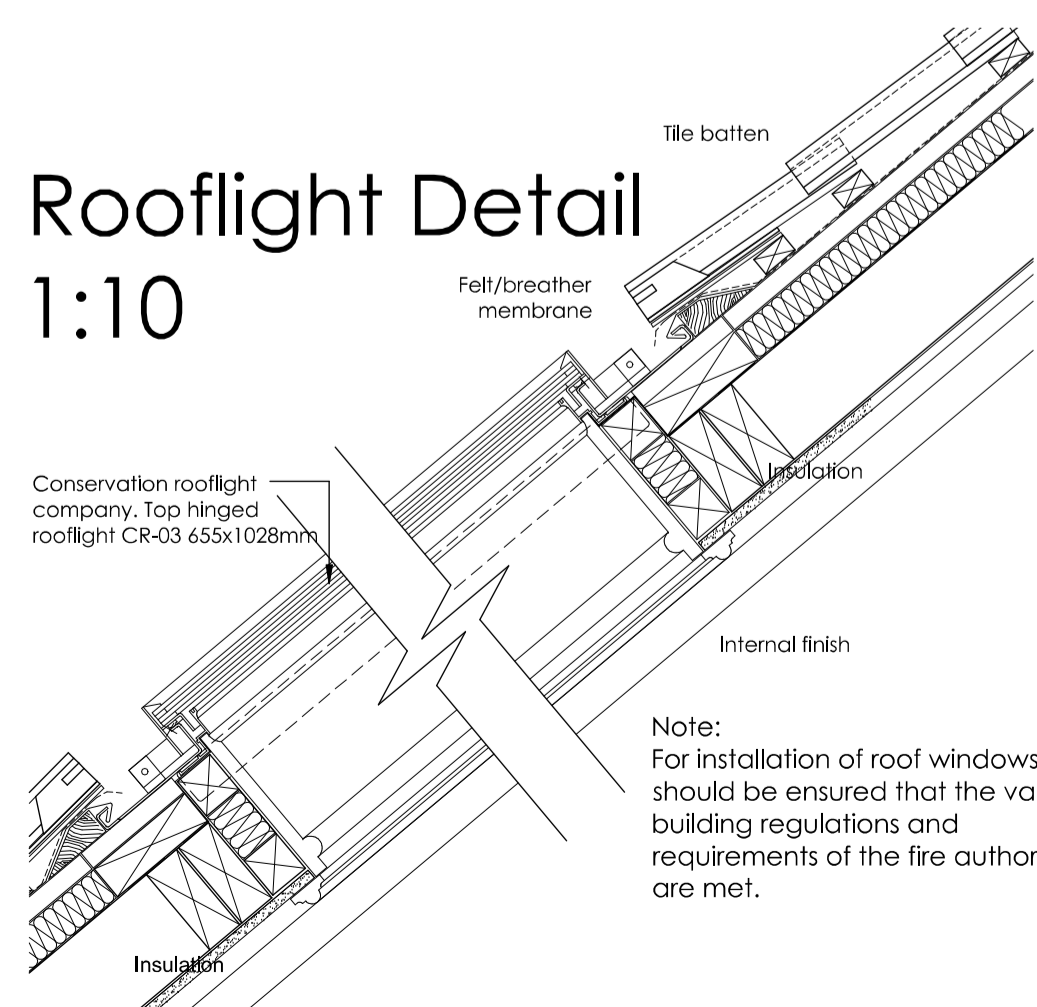 Tile batten
Rooflight Detail
1:10
Felt/breather
membrane
Conservation rooflight
company. Top hinged
rooflight CR-03 655x1028mm
Insulation
Internal finish
Note:
For installation of roof windows
should be ensured that the va
building regulations and
requirements of the fire author
are met.
Insulation